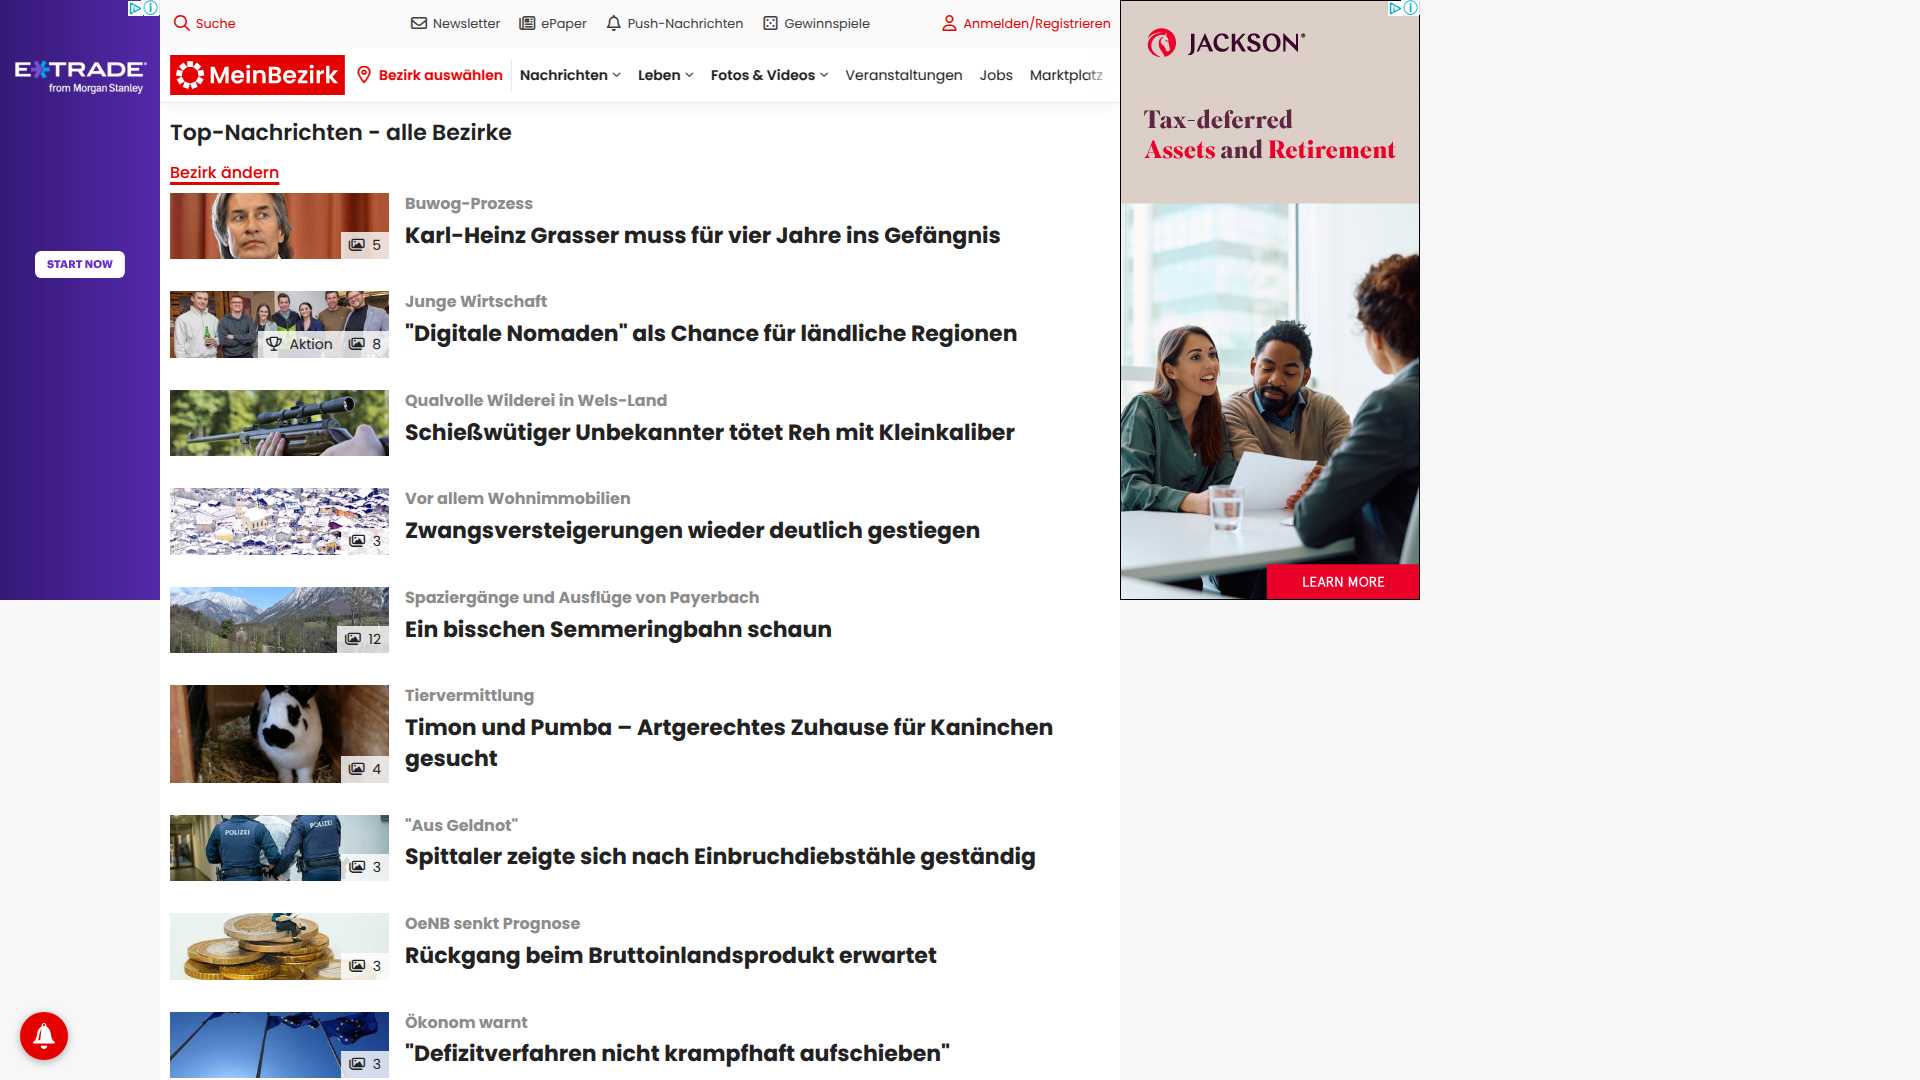 Suche
Newsletter
ePaper
Push-Nachrichten
Gewinnspiele
Anmelden/Registrieren
MeinBezirk
Bezirk auswählen
Nachrichten
Leben
Fotos & Videos
Veranstaltungen
Jobs
Marktplatz
E*TRADE
from Morgan Stanley
START NOW
Top-Nachrichten - alle Bezirke
Bezirk ändern
5
Buwog-Prozess
Karl-Heinz Grasser muss für vier Jahre ins Gefängnis
Aktion
8
Junge Wirtschaft
"Digitale Nomaden" als Chance für ländliche Regionen
Qualvolle Wilderei in Wels-Land
Schießwütiger Unbekannter tötet Reh mit Kleinkaliber
3
Vor allem Wohnimmobilien
Zwangsversteigerungen wieder deutlich gestiegen
12
Spaziergänge und Ausflüge von Payerbach
Ein bisschen Semmeringbahn schaun
4
Tiervermittlung
Timon und Pumba – Artgerechtes Zuhause für Kaninchen
gesucht
POLIZEI
POLIZEI
3
"Aus Geldnot"
Spittaler zeigte sich nach Einbruchdiebstähle geständig
3
OeNB senkt Prognose
Rückgang beim Bruttoinlandsprodukt erwartet
3
Ökonom warnt
"Defizitverfahren nicht krampfhaft aufschieben"
JACKSON®
Tax-deferred
Assets and Retirement
LEARN MORE